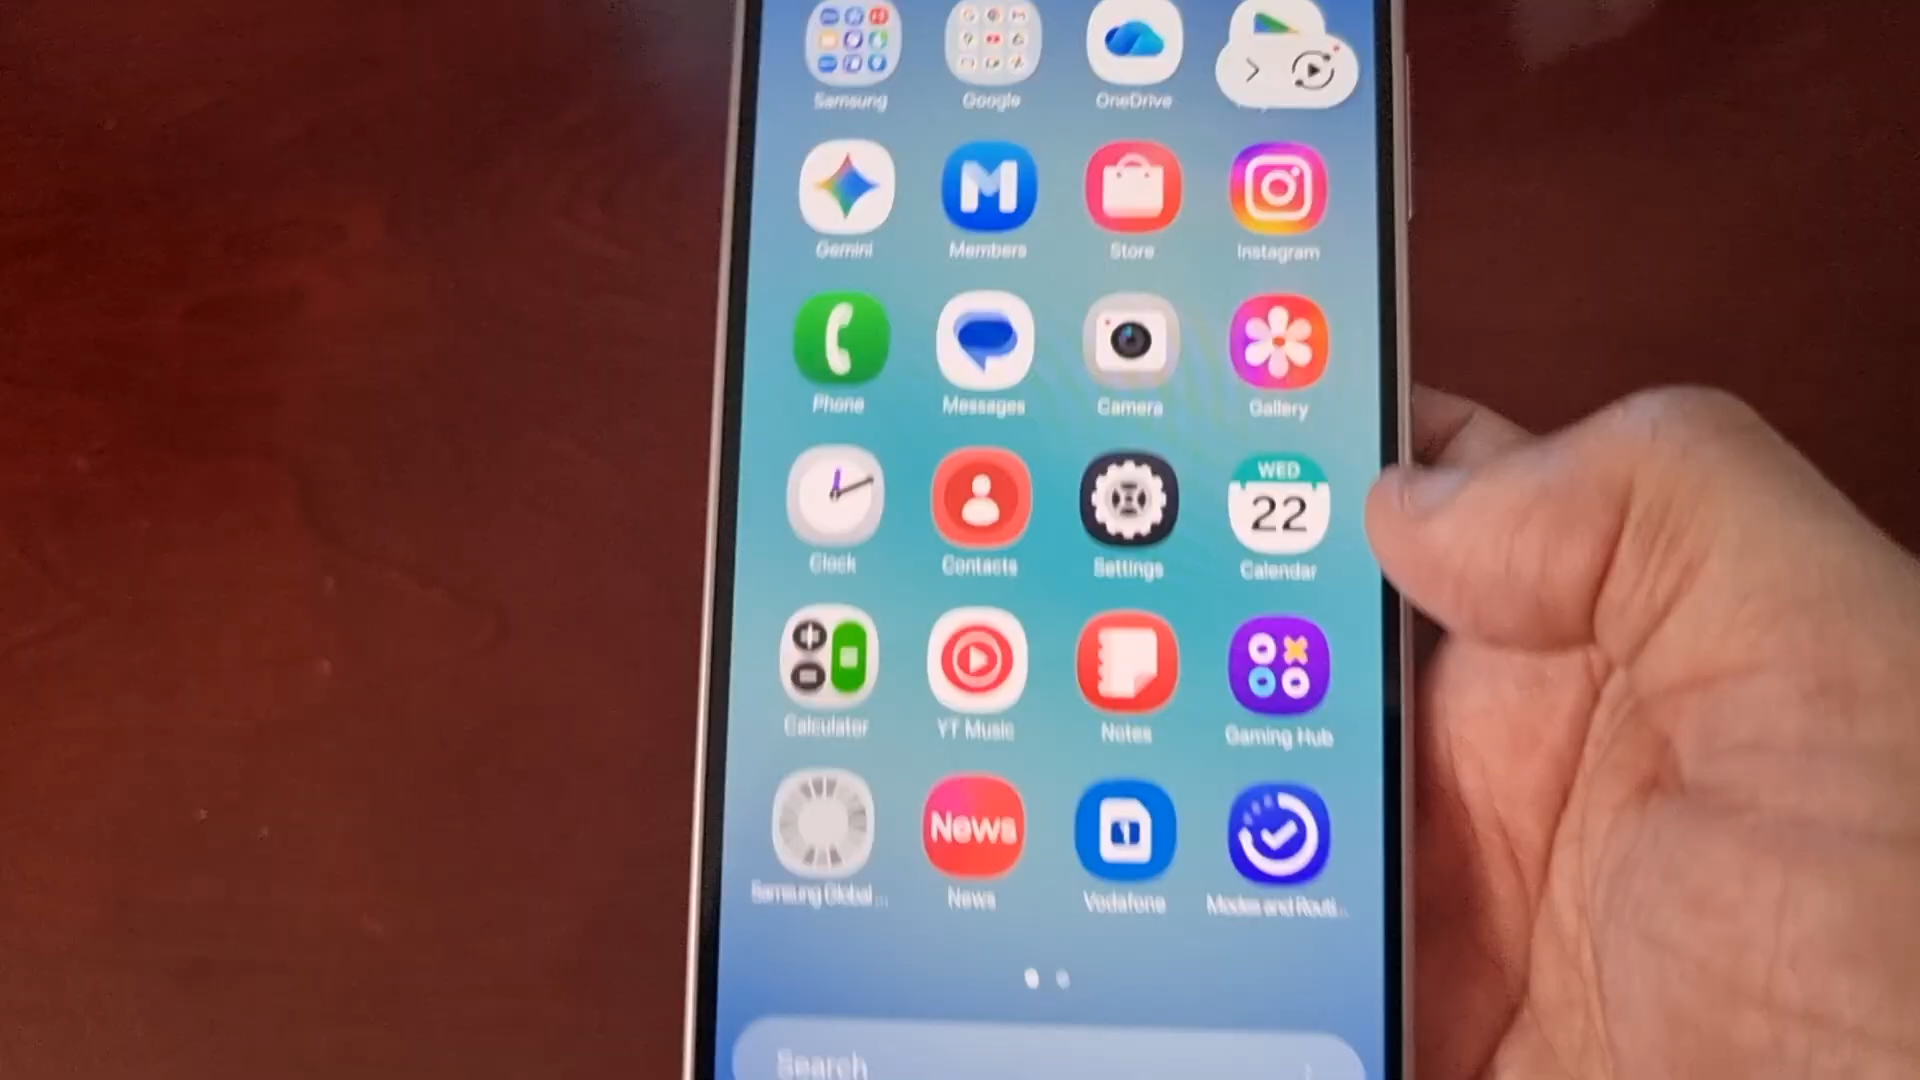 Samsung Google OneDrive
Gemini Members Store Instagram
Phone Messages Camera Gallery
WED
22
Clock Contacts Settings Calendar
Calculator YT Music Notes Gaming Hub
News
1
Samsung Global... News Vodafone Modes and Routi...
Search